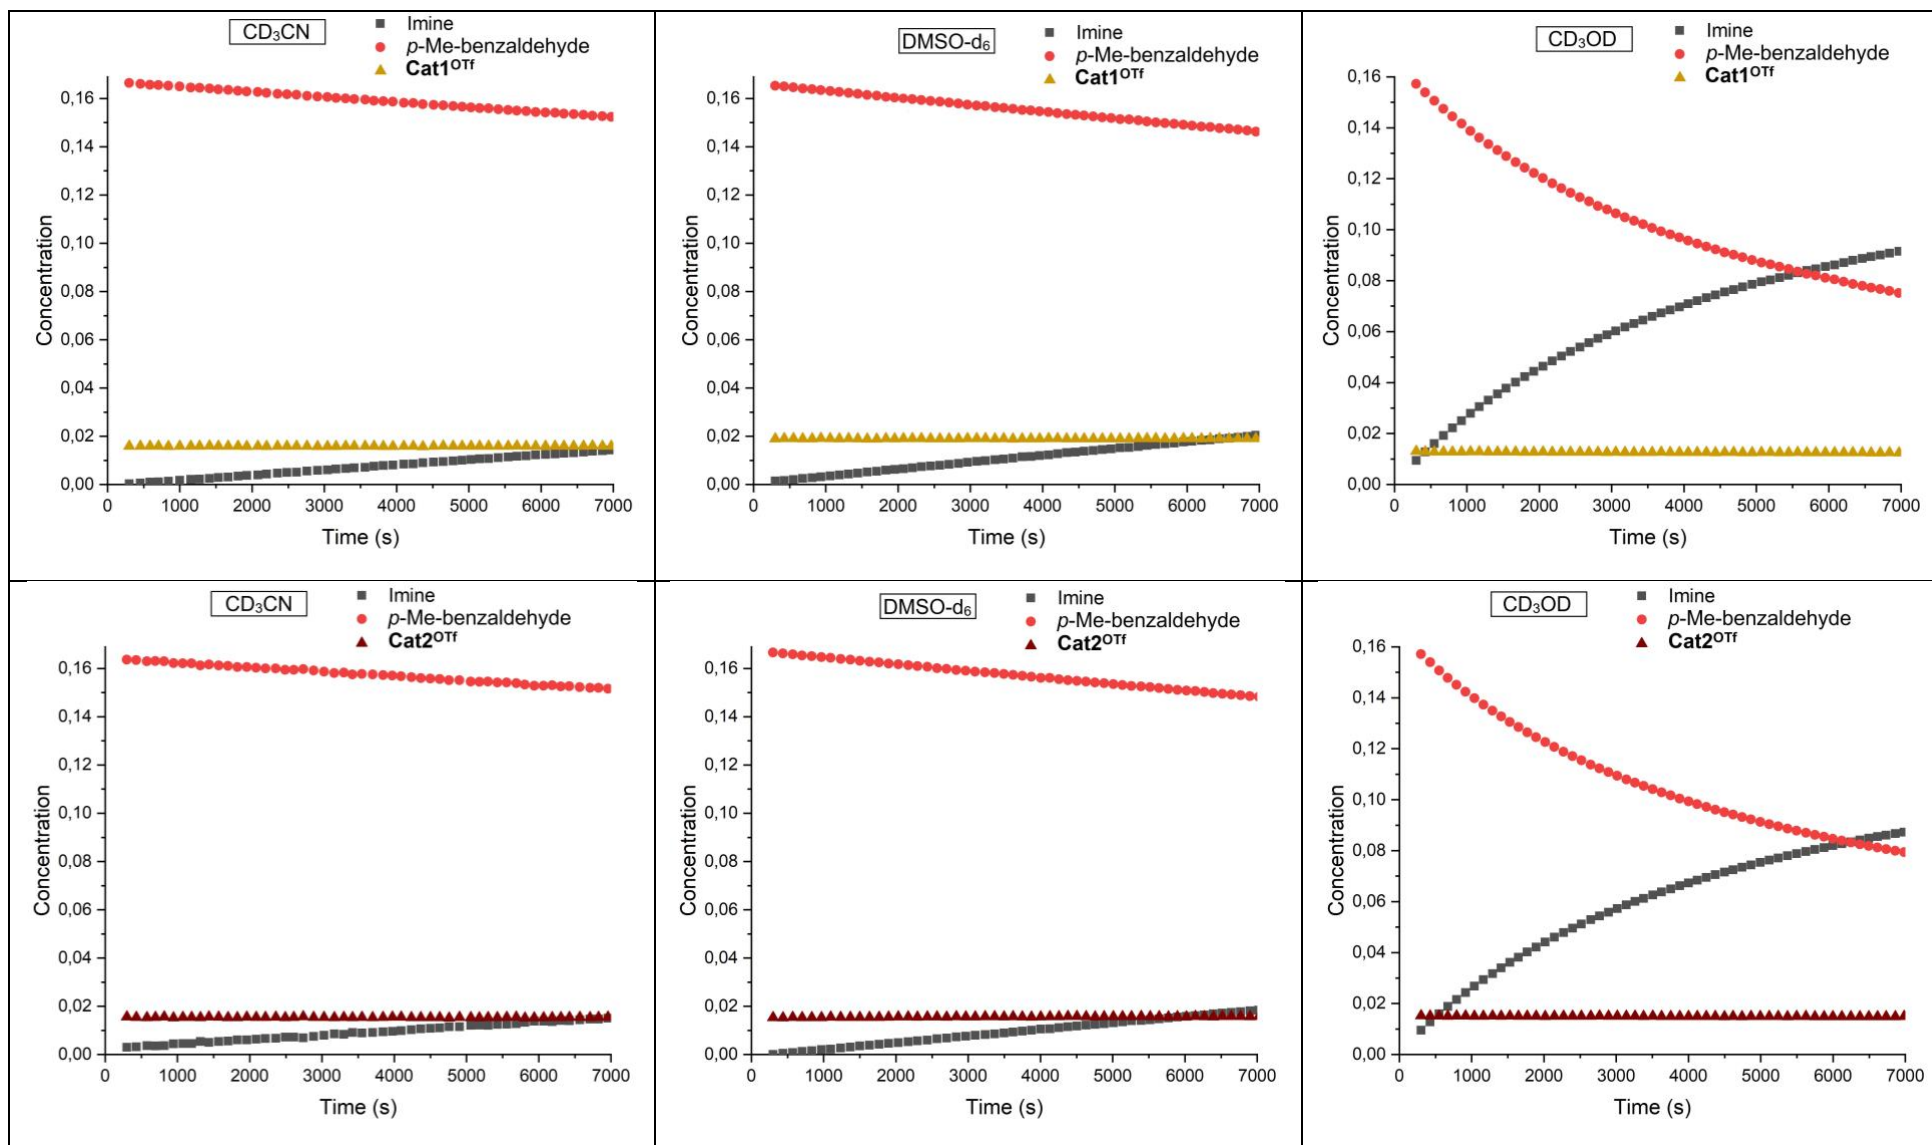 CD₃CN
Imine
p-Me-benzaldehyde
Cat1ᴼᵀᶠ
0,16
0,14
0,12
0,10
0,08
0,06
0,04
0,02
0,00
Concentration
0 1000 2000 3000 4000 5000 6000 7000
Time (s)
DMSO-d₆
Imine
p-Me-benzaldehyde
Cat1ᴼᵀᶠ
0,16
0,14
0,12
0,10
0,08
0,06
0,04
0,02
0,00
Concentration
0 1000 2000 3000 4000 5000 6000 7000
Time (s)
CD₃OD
Imine
p-Me-benzaldehyde
Cat1ᴼᵀᶠ
0,16
0,14
0,12
0,10
0,08
0,06
0,04
0,02
0,00
Concentration
0 1000 2000 3000 4000 5000 6000 7000
Time (s)
CD₃CN
Imine
p-Me-benzaldehyde
Cat2ᴼᵀᶠ
0,16
0,14
0,12
0,10
0,08
0,06
0,04
0,02
0,00
Concentration
0 1000 2000 3000 4000 5000 6000 7000
Time (s)
DMSO-d₆
Imine
p-Me-benzaldehyde
Cat2ᴼᵀᶠ
0,16
0,14
0,12
0,10
0,08
0,06
0,04
0,02
0,00
Concentration
0 1000 2000 3000 4000 5000 6000 7000
Time (s)
CD₃OD
Imine
p-Me-benzaldehyde
Cat2ᴼᵀᶠ
0,16
0,14
0,12
0,10
0,08
0,06
0,04
0,02
0,00
Concentration
0 1000 2000 3000 4000 5000 6000 7000
Time (s)